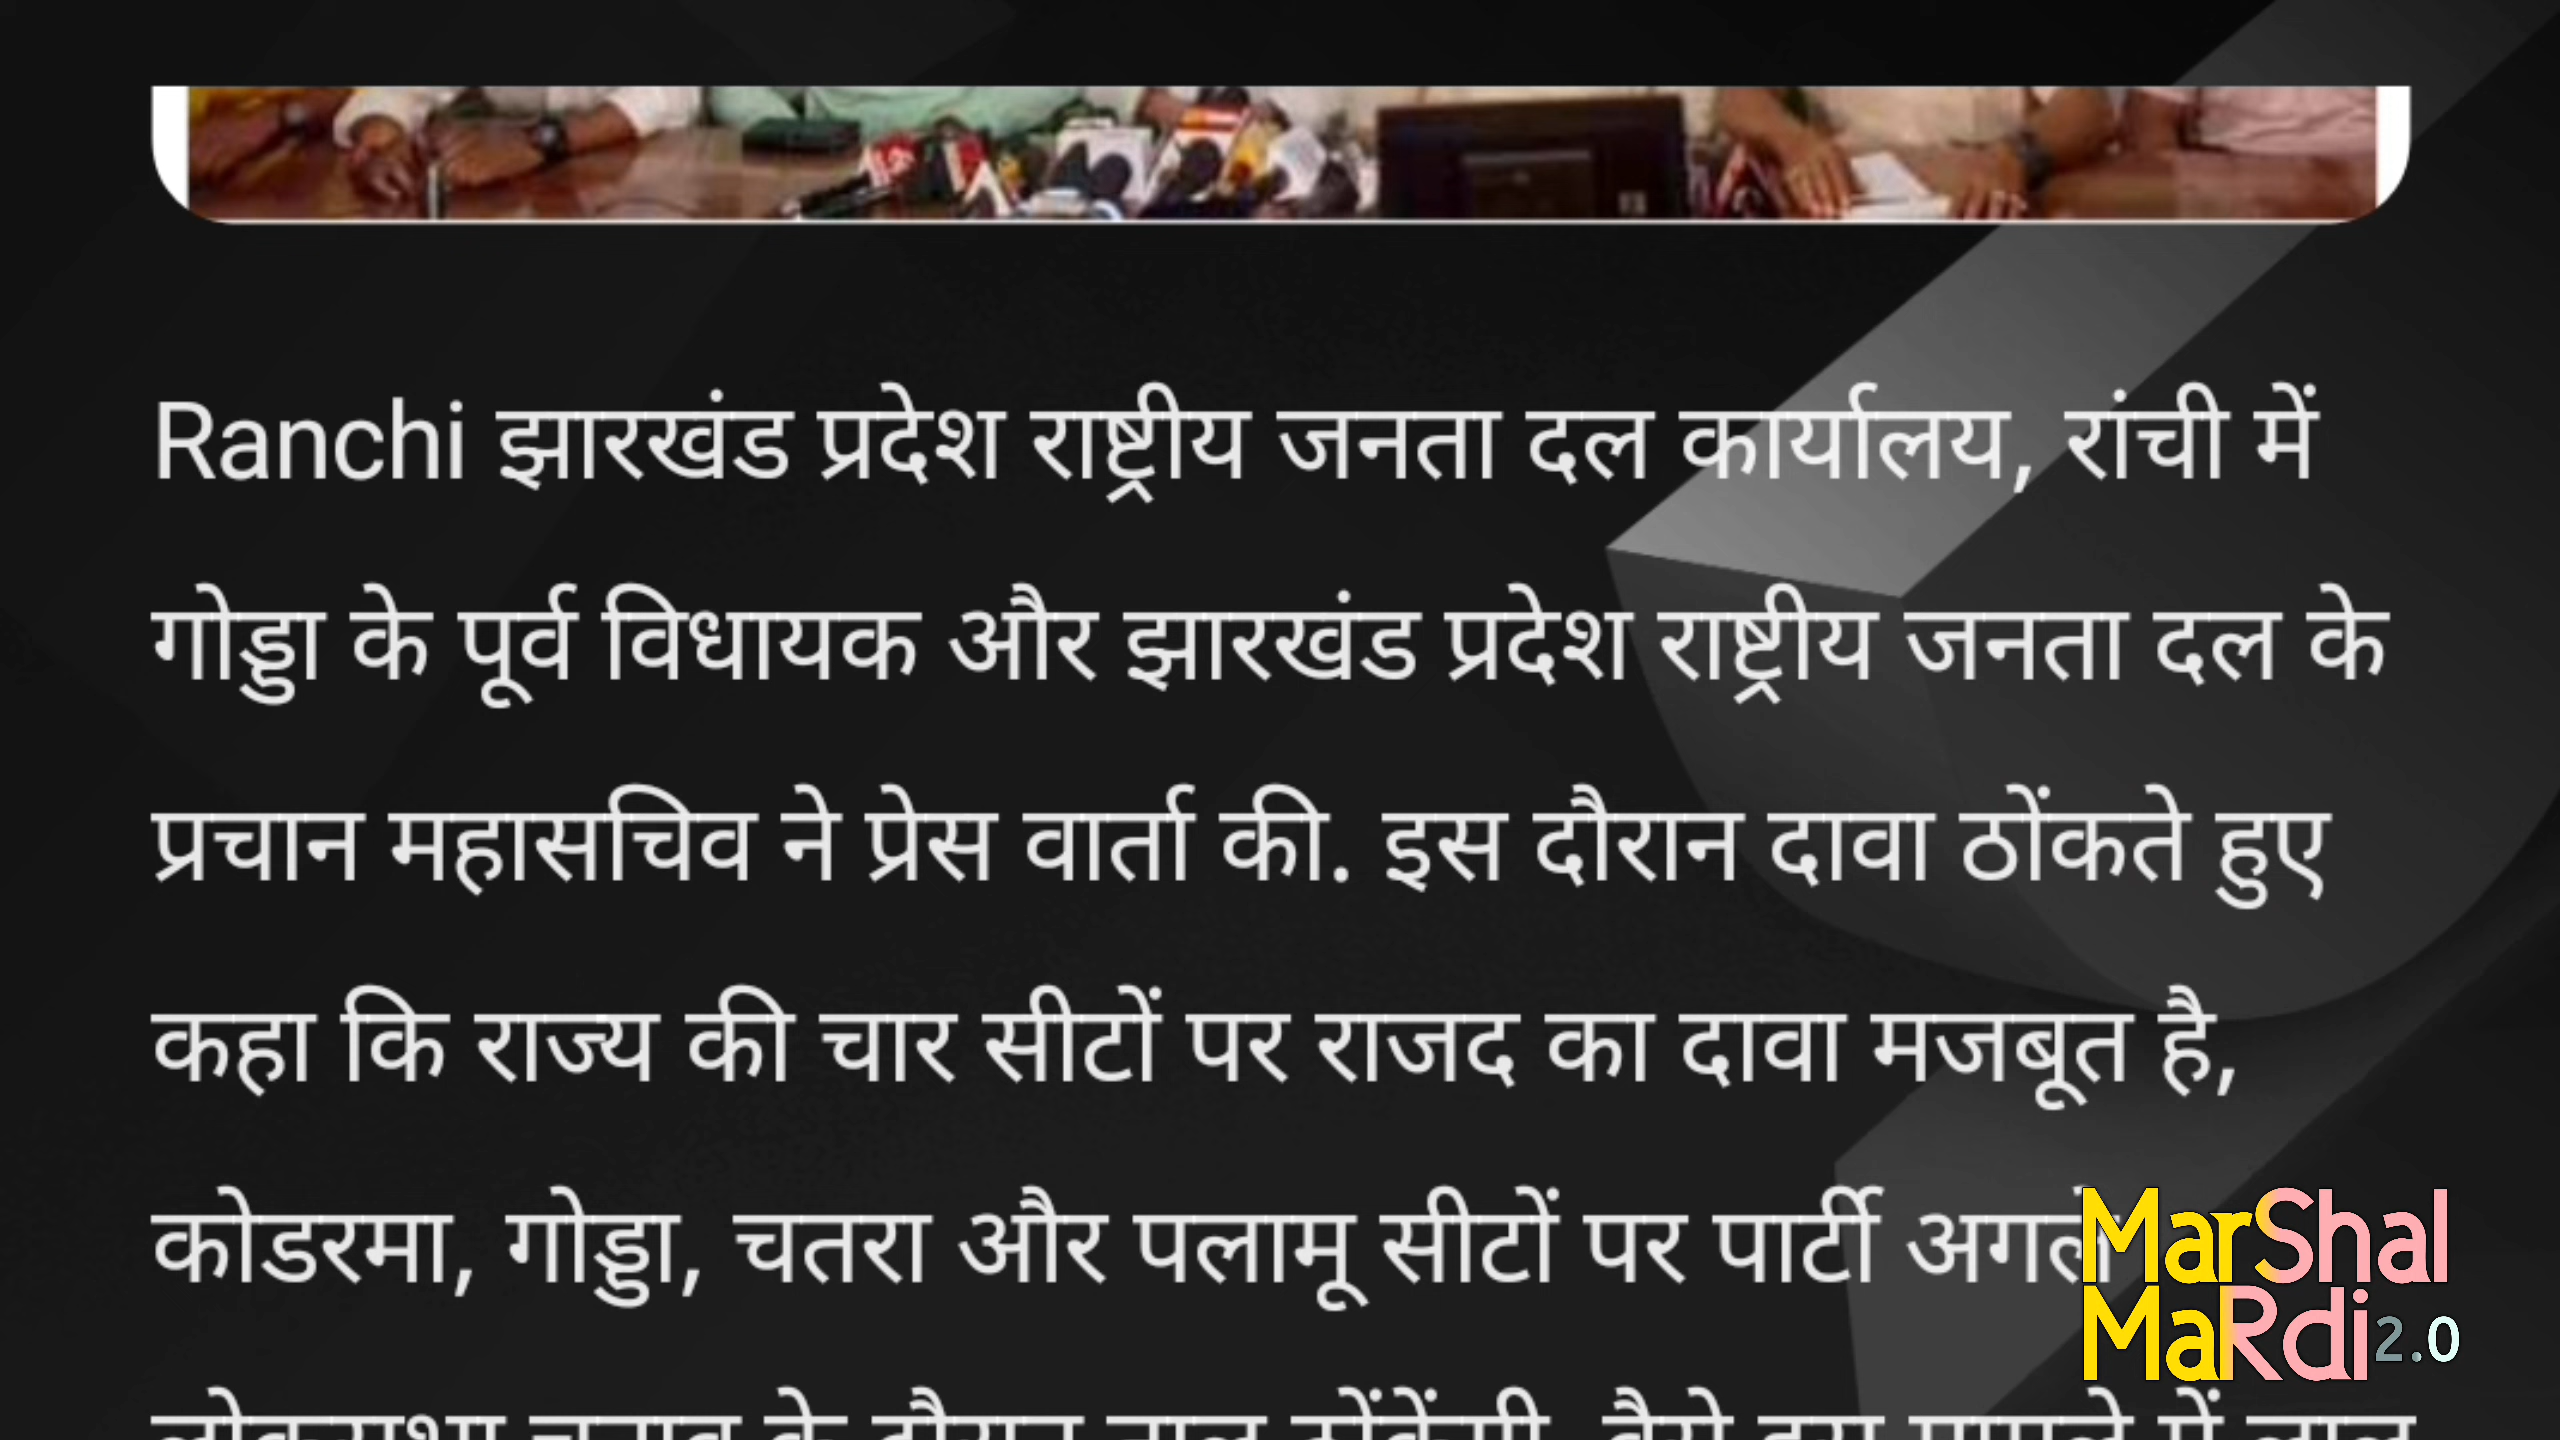 Ranchi झारखंड प्रदेश राष्ट्रीय जनता दल कार्यालय, रांची में
गोड्डा के पूर्व विधायक और झारखंड प्रदेश राष्ट्रीय जनता दल के
प्रचान महासचिव ने प्रेस वार्ता की. इस दौरान दावा ठोंकते हुए
कहा कि राज्य की चार सीटों पर राजद का दावा मजबूत है,
कोडरमा, गोड्डा, चतरा और पलामू सीटों पर पार्टी अगले
MarShal
MaRdi 2.0